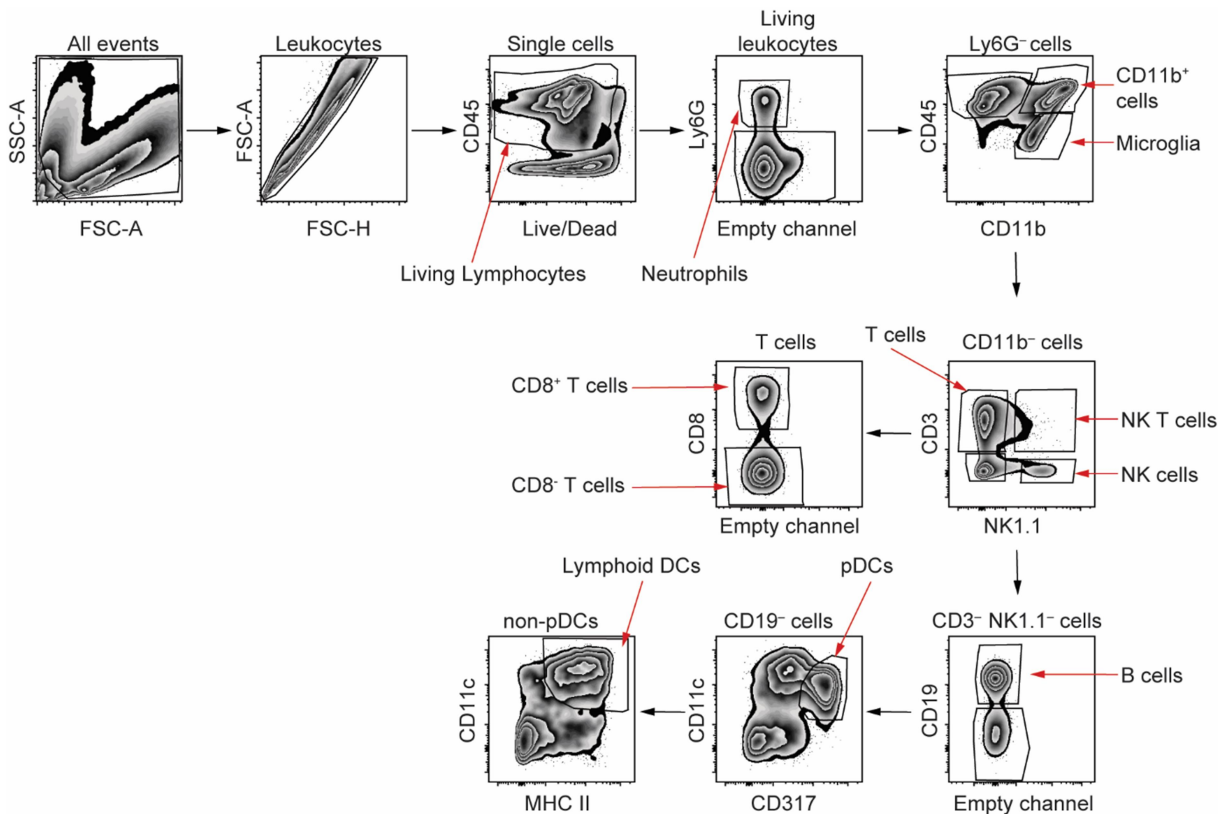 All events
SSC-A
FSC-A
Leukocytes
FSC-A
FSC-H
Single cells
CD45
Live/Dead
Living Lymphocytes
Living
leukocytes
Ly6G
Empty channel
Neutrophils
Ly6G⁻ cells
CD45
CD11b
CD11b⁺
cells
Microglia
T cells
CD8
Empty channel
CD8⁺ T cells
CD8⁻ T cells
T cells
CD11b⁻ cells
CD3
NK1.1
NK T cells
NK cells
Lymphoid DCs
non-pDCs
CD11c
MHC II
pDCs
CD19⁻ cells
CD11c
CD317
CD3⁻ NK1.1⁻ cells
CD19
Empty channel
B cells